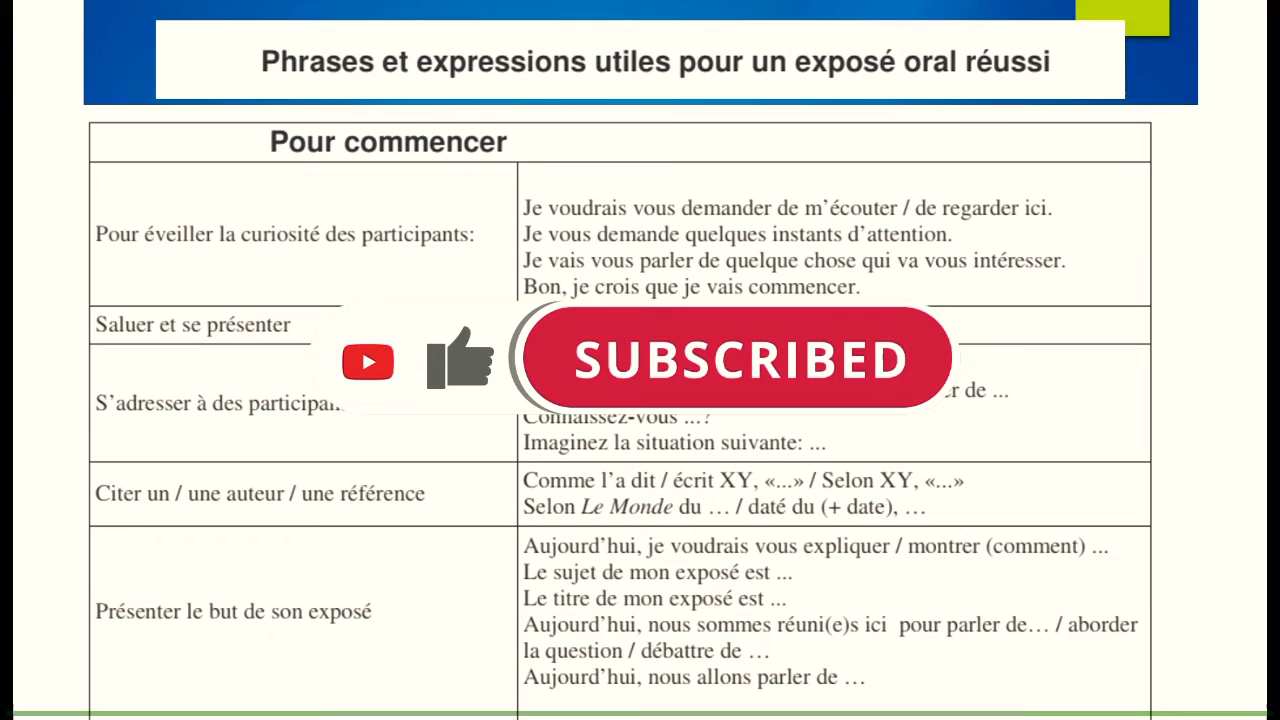 Phrases et expressions utiles pour un exposé oral réussi
Pour commencer
Pour éveiller la curiosité des participants:
Je voudrais vous demander de m’écouter / de regarder ici.
Je vous demande quelques instants d’attention.
Je vais vous parler de quelque chose qui va vous intéresser.
Bon, je crois que je vais commencer.
Saluer et se présenter
SUBSCRIBED
S’adresser à des
de ...
Connaissez-vous ...?
Imaginez la situation suivante: ...
Citer un / une auteur / une référence
Comme l’a dit / écrit XY, «...» / Selon XY, «...»
Selon Le Monde du … / daté du (+ date), …
Présenter le but de son exposé
Aujourd’hui, je voudrais vous expliquer / montrer (comment) ...
Le sujet de mon exposé est ...
Le titre de mon exposé est ...
Aujourd’hui, nous sommes réuni(e)s ici pour parler de… / aborder
la question / débattre de …
Aujourd’hui, nous allons parler de …